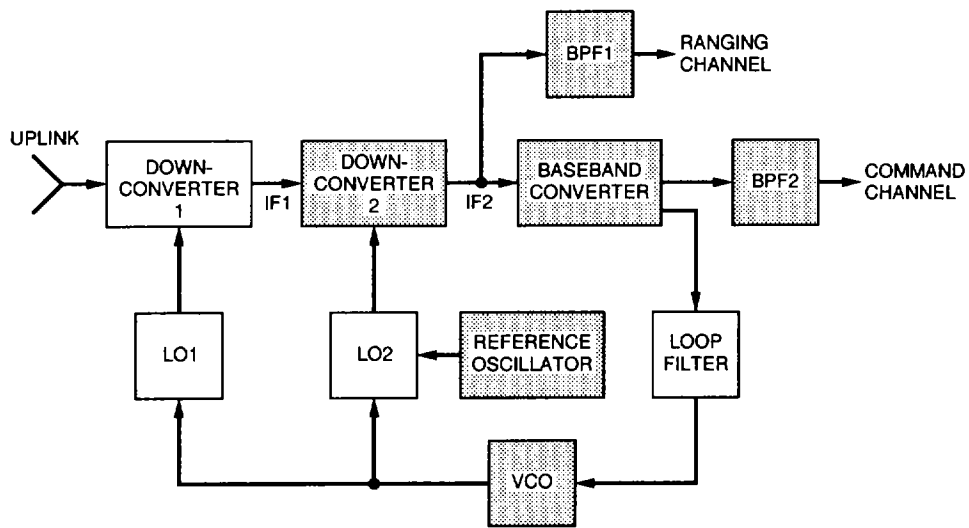 BPF1
RANGING
CHANNEL
UPLINK
DOWN-
CONVERTER
1
IF1
DOWN-
CONVERTER
2
IF2
BASEBAND
CONVERTER
BPF2
COMMAND
CHANNEL
LO1
LO2
REFERENCE
OSCILLATOR
LOOP
FILTER
VCO